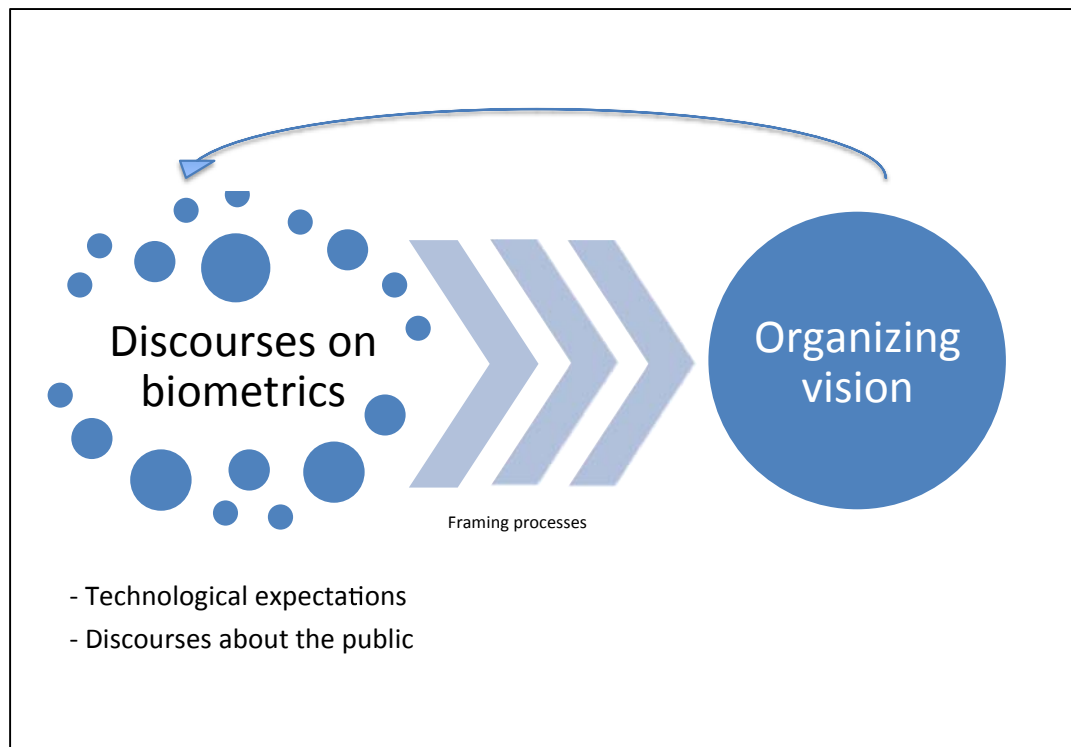 Discourses on
biometrics
Organizing
vision
Framing processes
- Technological expectations
- Discourses about the public